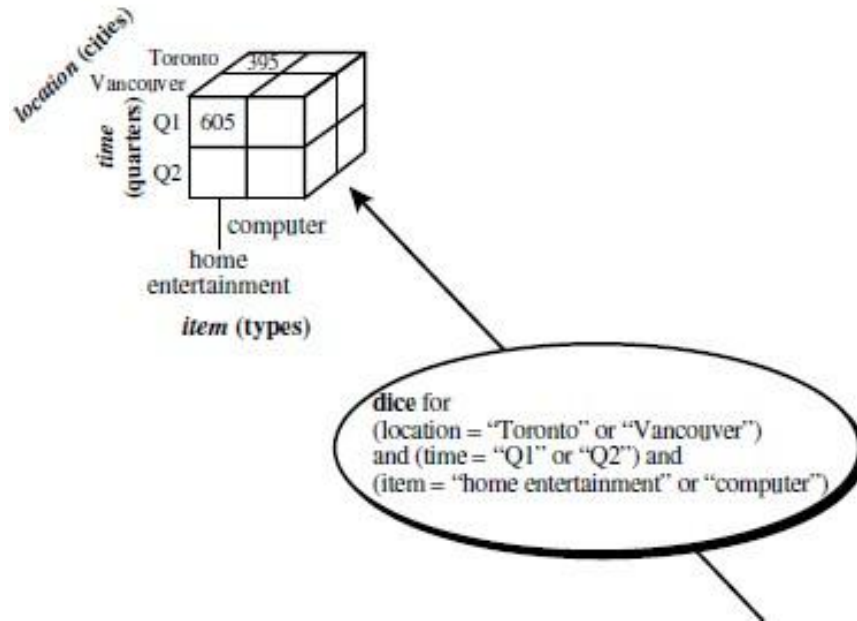 location (cities)
Toronto
395
Vancouver
time
(quarters)
Q1
605
Q2
computer
home
entertainment
item (types)
dice for
(location = “Toronto” or “Vancouver”)
and (time = “Q1” or “Q2”) and
(item = “home entertainment” or “computer”)